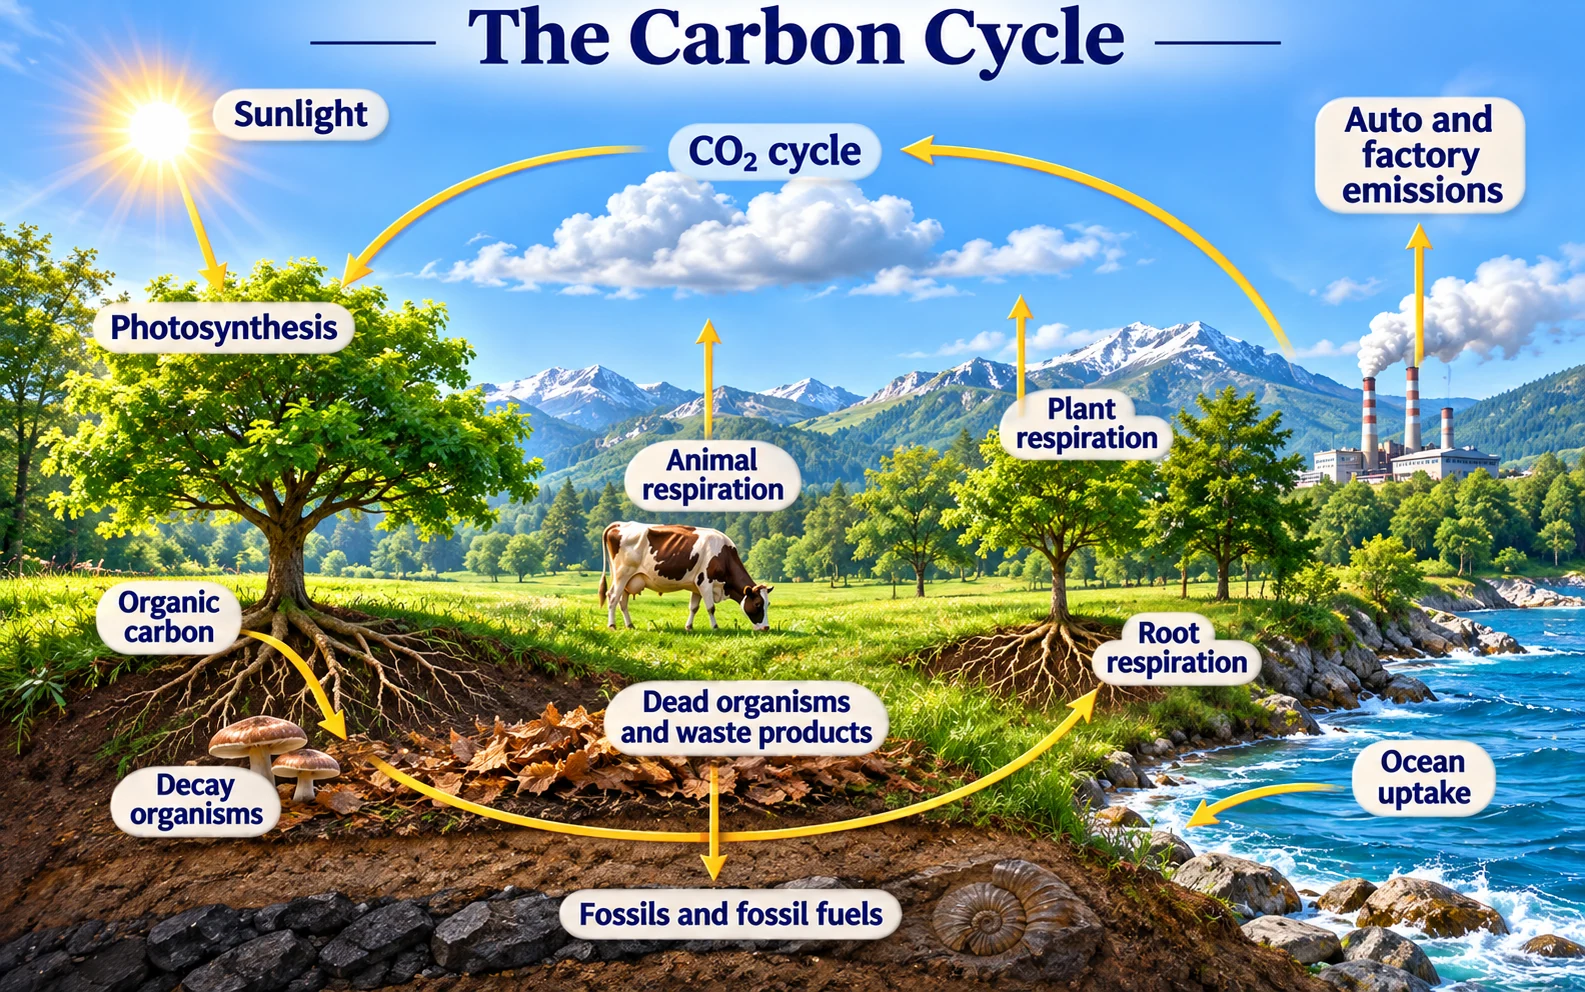 The Carbon Cycle
Sunlight
CO₂ cycle
Auto and
factory
emissions
Photosynthesis
Plant
respiration
Animal
respiration
Organic
carbon
Root
respiration
Dead organisms
and waste products
Decay
organisms
Ocean
uptake
Fossils and fossil fuels